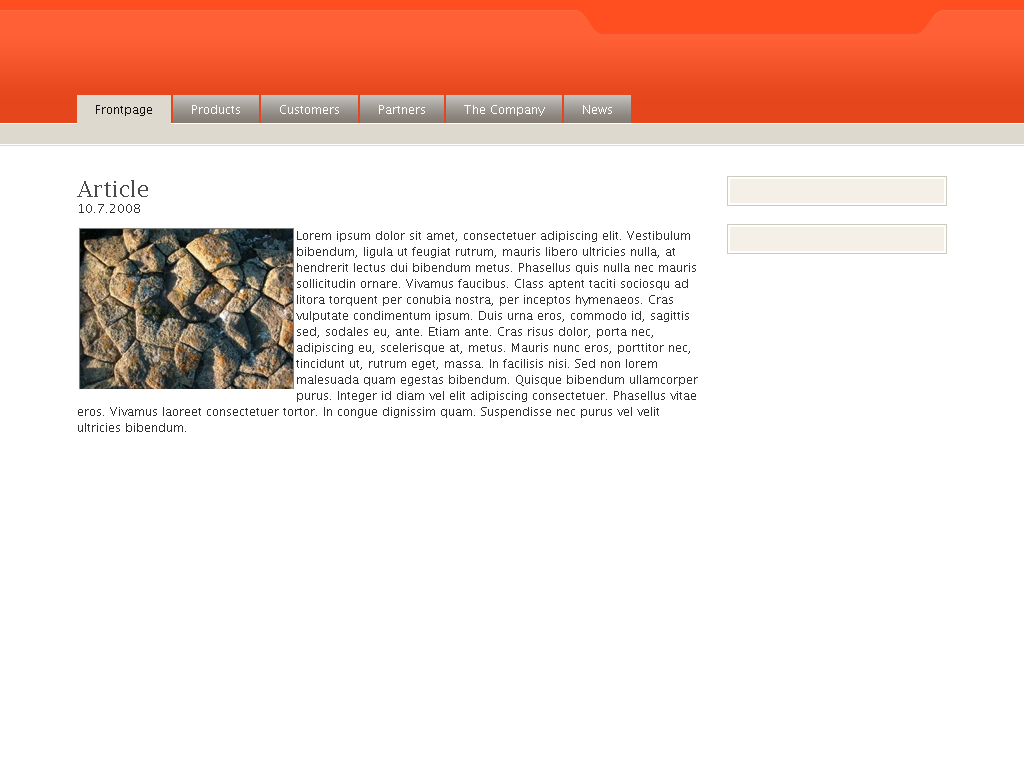 Frontpage
Products
Customers
Partners
The Company
News
Article
10.7.2008
Lorem ipsum dolor sit amet, consectetuer adipiscing elit. Vestibulum
bibendum, ligula ut feugiat rutrum, mauris libero ultricies nulla, at
hendrerit lectus dui bibendum metus. Phasellus quis nulla nec mauris
sollicitudin ornare. Vivamus faucibus. Class aptent taciti sociosqu ad
litora torquent per conubia nostra, per inceptos hymenaeos. Cras
vulputate condimentum ipsum. Duis urna eros, commodo id, sagittis
sed, sodales eu, ante. Etiam ante. Cras risus dolor, porta nec,
adipiscing eu, scelerisque at, metus. Mauris nunc eros, porttitor nec,
tincidunt ut, rutrum eget, massa. In facilisis nisi. Sed non lorem
malesuada quam egestas bibendum. Quisque bibendum ullamcorper
purus. Integer id diam vel elit adipiscing consectetuer. Phasellus vitae
eros. Vivamus laoreet consectetuer tortor. In congue dignissim quam. Suspendisse nec purus vel velit
ultricies bibendum.